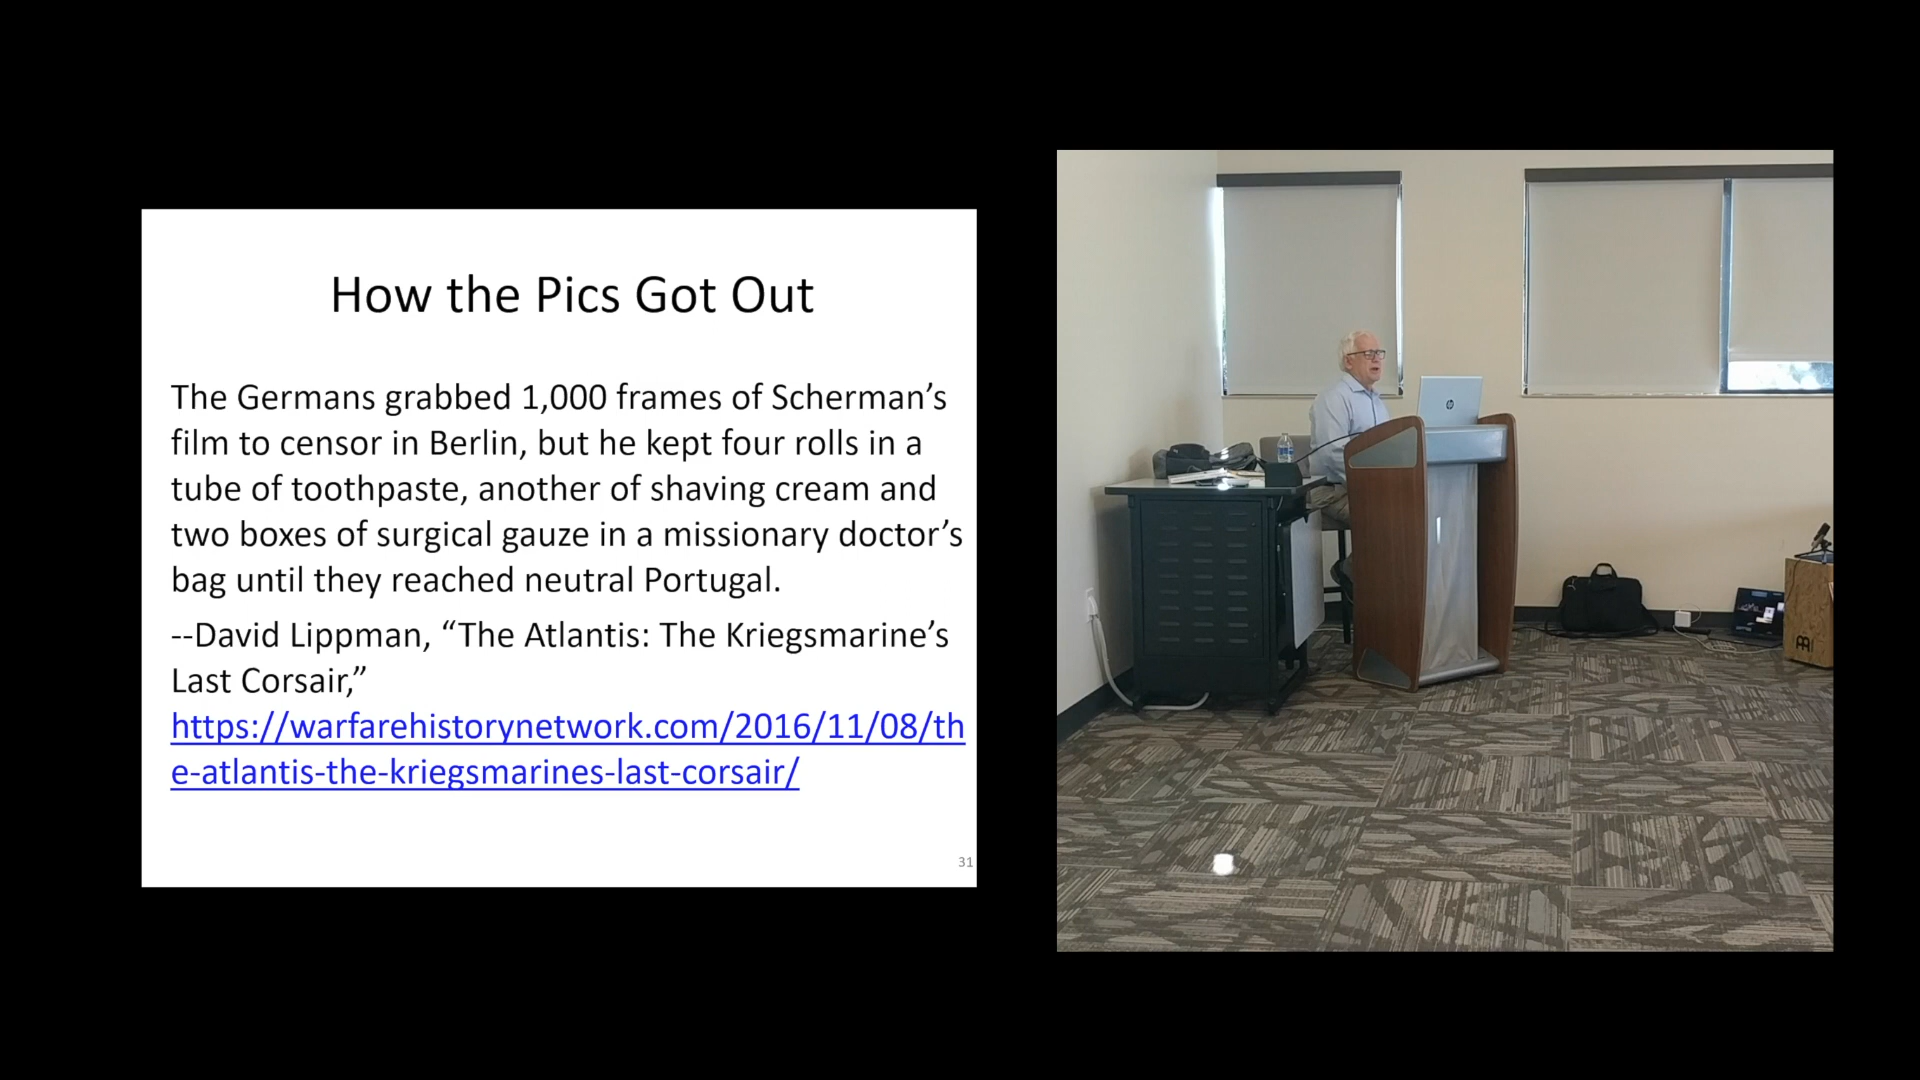 How the Pics Got Out
The Germans grabbed 1,000 frames of Scherman’s
film to censor in Berlin, but he kept four rolls in a
tube of toothpaste, another of shaving cream and
two boxes of surgical gauze in a missionary doctor’s
bag until they reached neutral Portugal.
--David Lippman, “The Atlantis: The Kriegsmarine’s
Last Corsair,”
https://warfarehistorynetwork.com/2016/11/08/th
e-atlantis-the-kriegsmarines-last-corsair/
31
hp